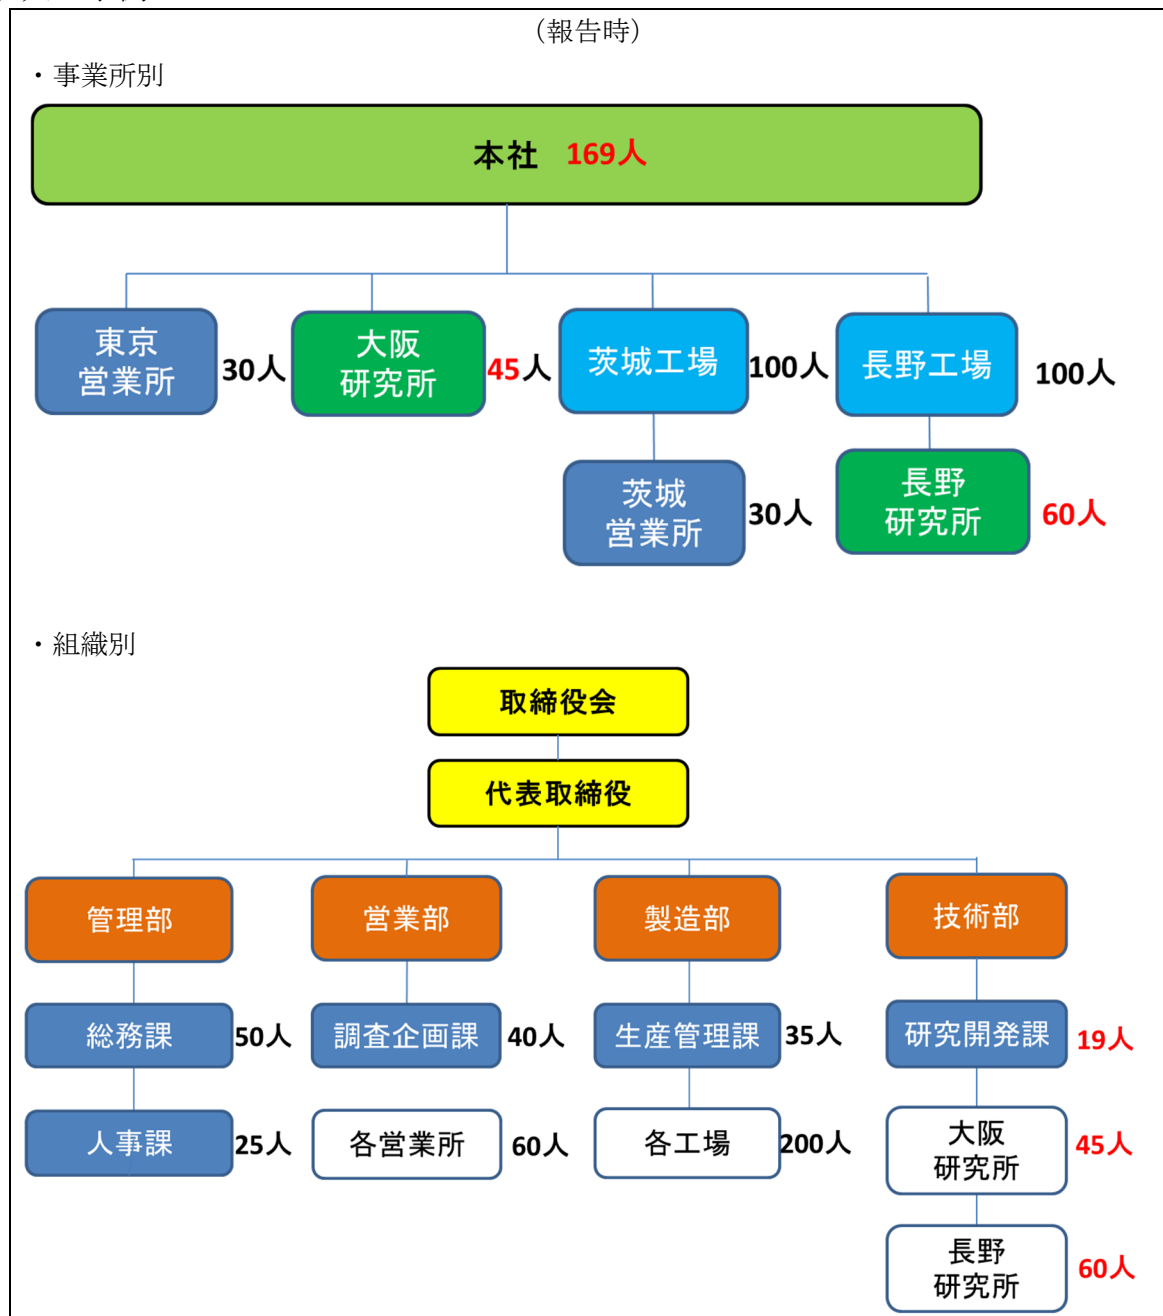 （報告時）
・事業所別
本社 169人
東京
営業所
30人
大阪
研究所
45人
茨城工場
100人
長野工場
100人
茨城
営業所
30人
長野
研究所
60人
・組織別
取締役会
代表取締役
管理部
営業部
製造部
技術部
総務課
50人
調査企画課
40人
生産管理課
35人
研究開発課
19人
人事課
25人
各営業所
60人
各工場
200人
大阪
研究所
45人
長野
研究所
60人